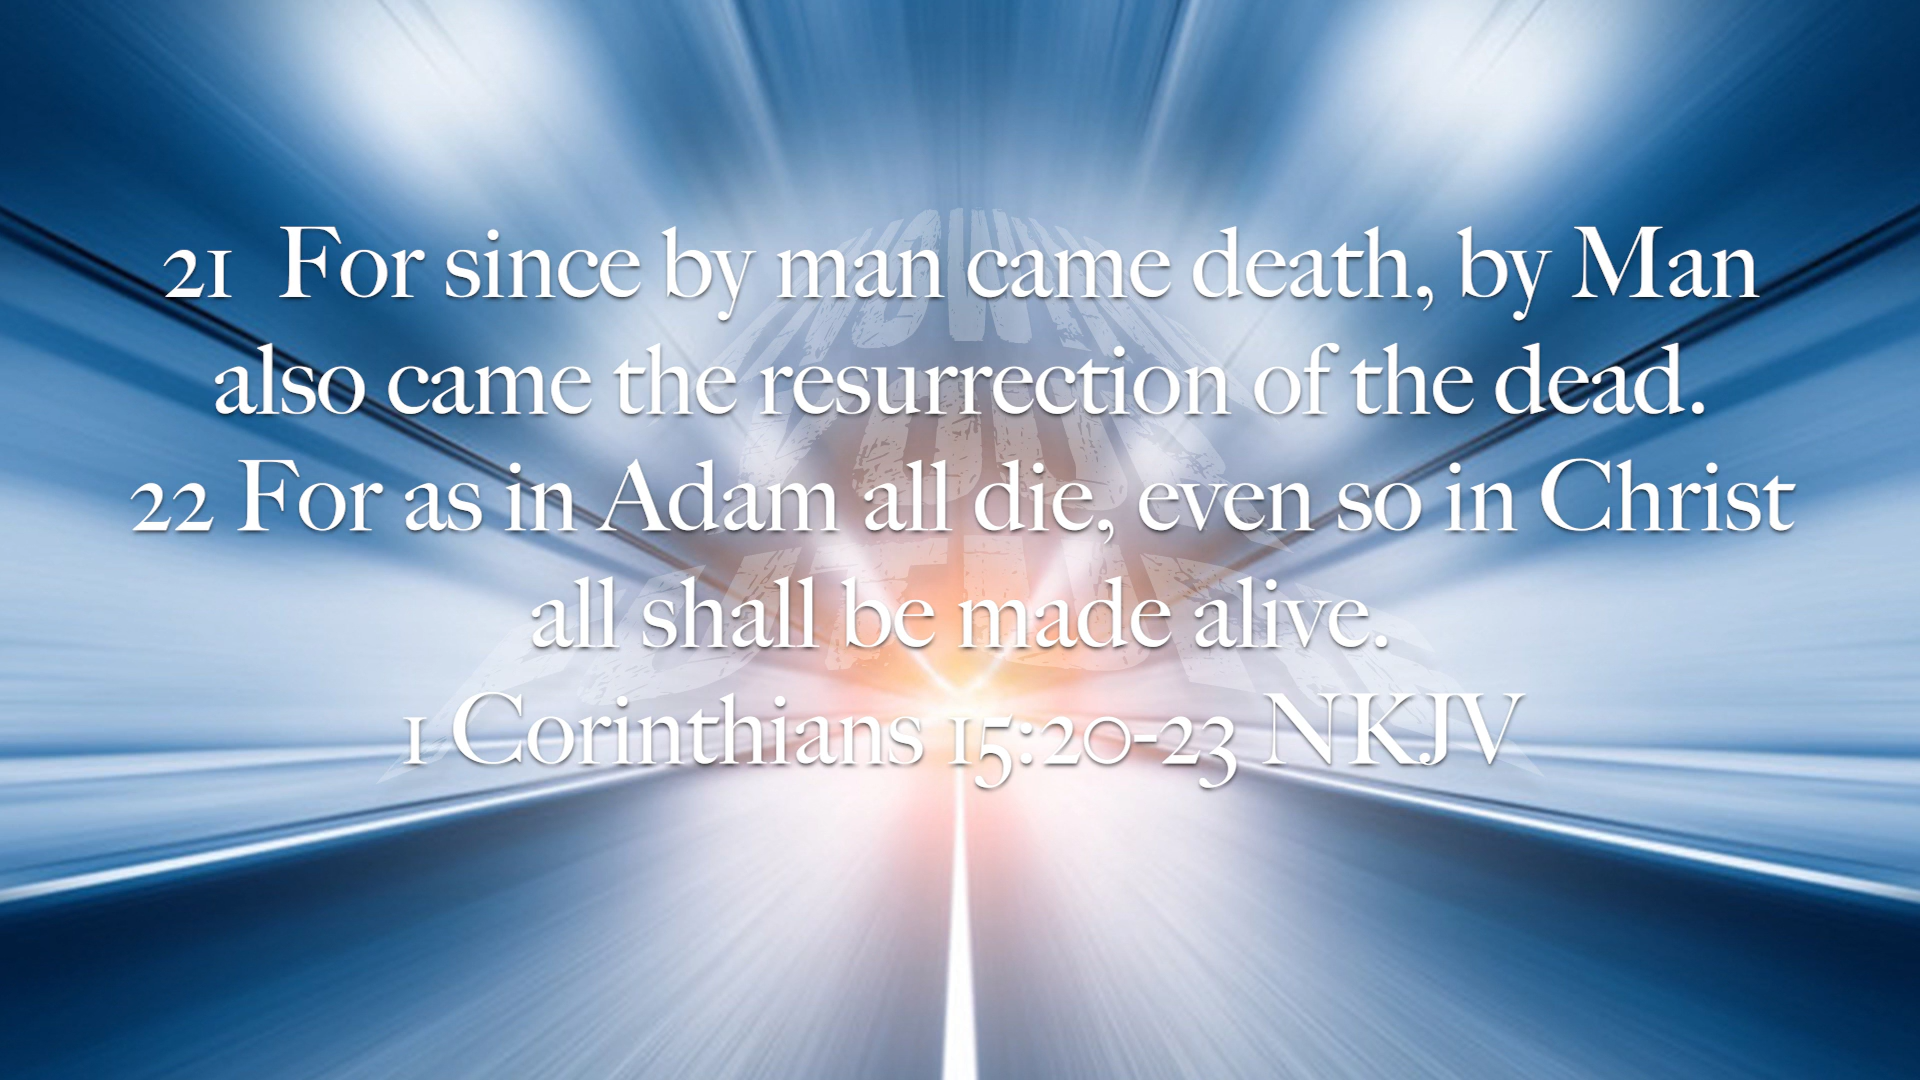 21 For since by man came death, by Man
also came the resurrection of the dead.
22 For as in Adam all die, even so in Christ
all shall be made alive.
1 Corinthians 15:20-23 NKJV
YOUR
FUTURE